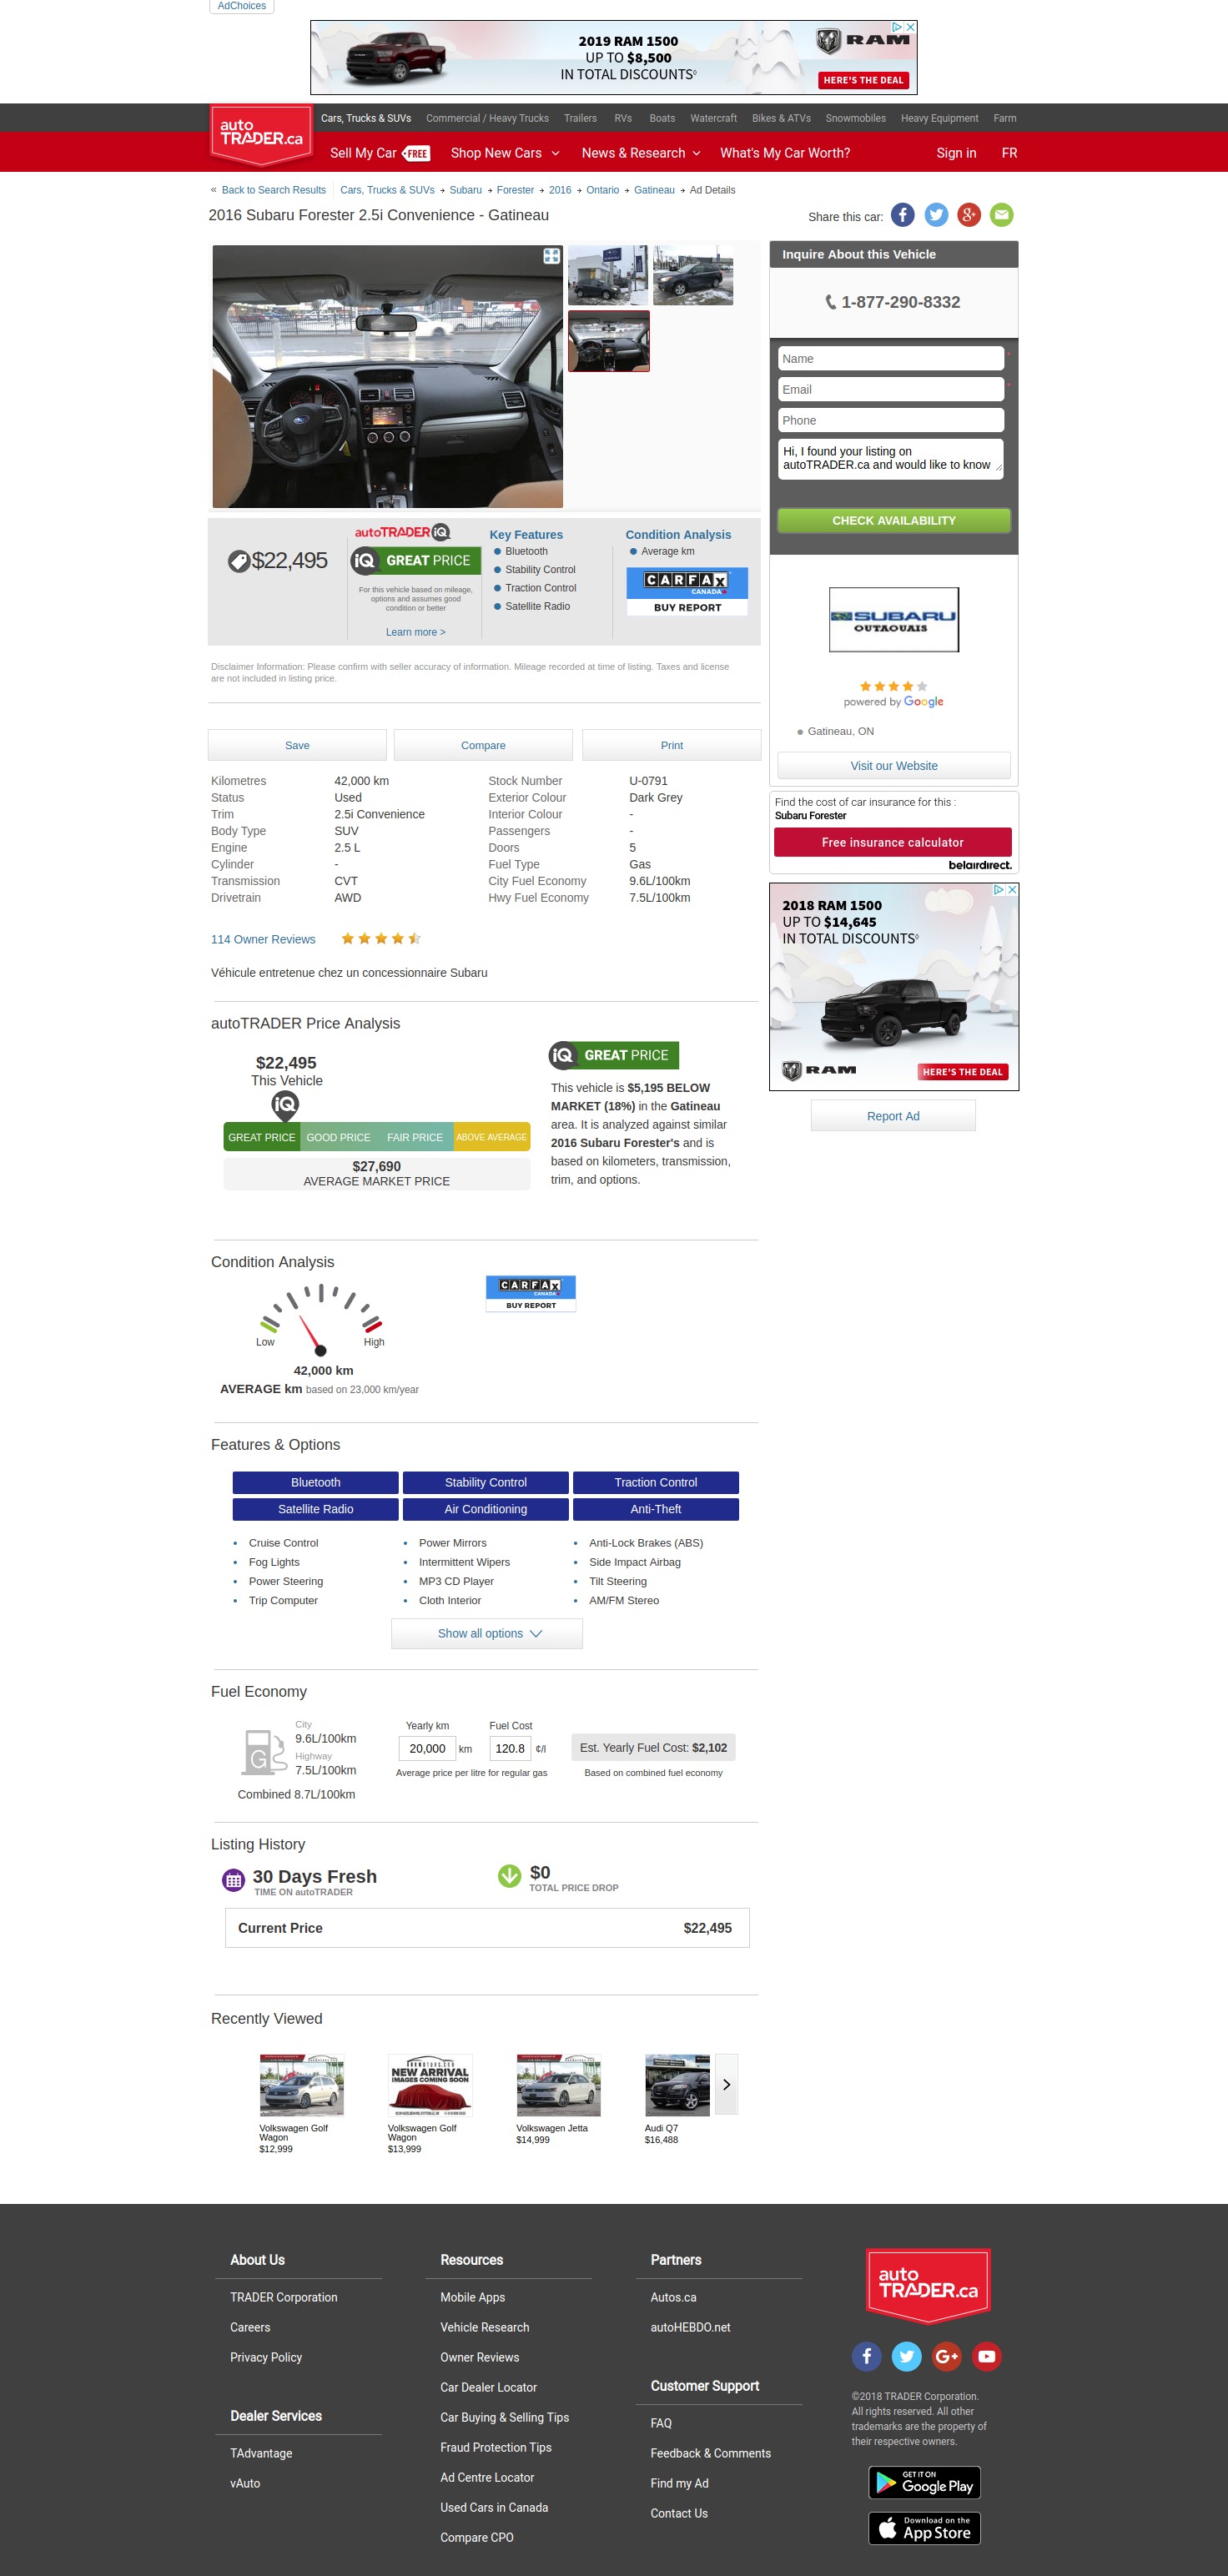 AdChoices
2019 RAM 1500
UP TO $8,500
IN TOTAL DISCOUNTS◊
RAM
HERE'S THE DEAL
auto
TRADER.ca
Cars, Trucks & SUVs Commercial / Heavy Trucks Trailers RVs Boats Watercraft Bikes & ATVs Snowmobiles Heavy Equipment Farm
Sell My Car FREE Shop New Cars News & Research What's My Car Worth? Sign in FR
« Back to Search Results Cars, Trucks & SUVs → Subaru → Forester → 2016 → Ontario → Gatineau → Ad Details
2016 Subaru Forester 2.5i Convenience - Gatineau
Share this car:
Inquire About this Vehicle
1-877-290-8332
Name *
Email *
Phone
Hi, I found your listing on
autoTRADER.ca and would like to know
CHECK AVAILABILITY
$22,495
autoTRADER iQ
iQ GREAT PRICE
For this vehicle based on mileage,
options and assumes good
condition or better
Learn more >
Key Features
Bluetooth
Stability Control
Traction Control
Satellite Radio
Condition Analysis
Average km
CARFAX
CANADA
BUY REPORT
SUBARU
OUTAOUAIS
powered by Google
Gatineau, ON
Visit our Website
Disclaimer Information: Please confirm with seller accuracy of information. Mileage recorded at time of listing. Taxes and license
are not included in listing price.
Save Compare Print
Kilometres 42,000 km Stock Number U-0791
Status Used Exterior Colour Dark Grey
Trim 2.5i Convenience Interior Colour -
Body Type SUV Passengers -
Engine 2.5 L Doors 5
Cylinder - Fuel Type Gas
Transmission CVT City Fuel Economy 9.6L/100km
Drivetrain AWD Hwy Fuel Economy 7.5L/100km
114 Owner Reviews
Véhicule entretenue chez un concessionnaire Subaru
Find the cost of car insurance for this :
Subaru Forester
Free insurance calculator
belairdirect.
2018 RAM 1500
UP TO $14,645
IN TOTAL DISCOUNTS◊
RAM
HERE'S THE DEAL
Report Ad
autoTRADER Price Analysis
$22,495
This Vehicle
iQ
GREAT PRICE GOOD PRICE FAIR PRICE ABOVE AVERAGE
$27,690
AVERAGE MARKET PRICE
iQ GREAT PRICE
This vehicle is $5,195 BELOW
MARKET (18%) in the Gatineau
area. It is analyzed against similar
2016 Subaru Forester's and is
based on kilometers, transmission,
trim, and options.
Condition Analysis
Low High
42,000 km
AVERAGE km based on 23,000 km/year
CARFAX
CANADA
BUY REPORT
Features & Options
Bluetooth Stability Control Traction Control
Satellite Radio Air Conditioning Anti-Theft
Cruise Control Power Mirrors Anti-Lock Brakes (ABS)
Fog Lights Intermittent Wipers Side Impact Airbag
Power Steering MP3 CD Player Tilt Steering
Trip Computer Cloth Interior AM/FM Stereo
Show all options
Fuel Economy
G
City
9.6L/100km
Highway
7.5L/100km
Combined 8.7L/100km
Yearly km Fuel Cost
20,000 km 120.8 ¢/l
Average price per litre for regular gas
Est. Yearly Fuel Cost: $2,102
Based on combined fuel economy
Listing History
30 Days Fresh
TIME ON autoTRADER
$0
TOTAL PRICE DROP
Current Price $22,495
Recently Viewed
NEW ARRIVAL
IMAGES COMING SOON
Volkswagen Golf
Wagon
$12,999
Volkswagen Golf
Wagon
$13,999
Volkswagen Jetta
$14,999
Audi Q7
$16,488
About Us
TRADER Corporation
Careers
Privacy Policy
Dealer Services
TAdvantage
vAuto
Resources
Mobile Apps
Vehicle Research
Owner Reviews
Car Dealer Locator
Car Buying & Selling Tips
Fraud Protection Tips
Ad Centre Locator
Used Cars in Canada
Compare CPO
Partners
Autos.ca
autoHEBDO.net
Customer Support
FAQ
Feedback & Comments
Find my Ad
Contact Us
auto
TRADER.ca
©2018 TRADER Corporation.
All rights reserved. All other
trademarks are the property of
their respective owners.
GET IT ON
Google Play
Download on the
App Store